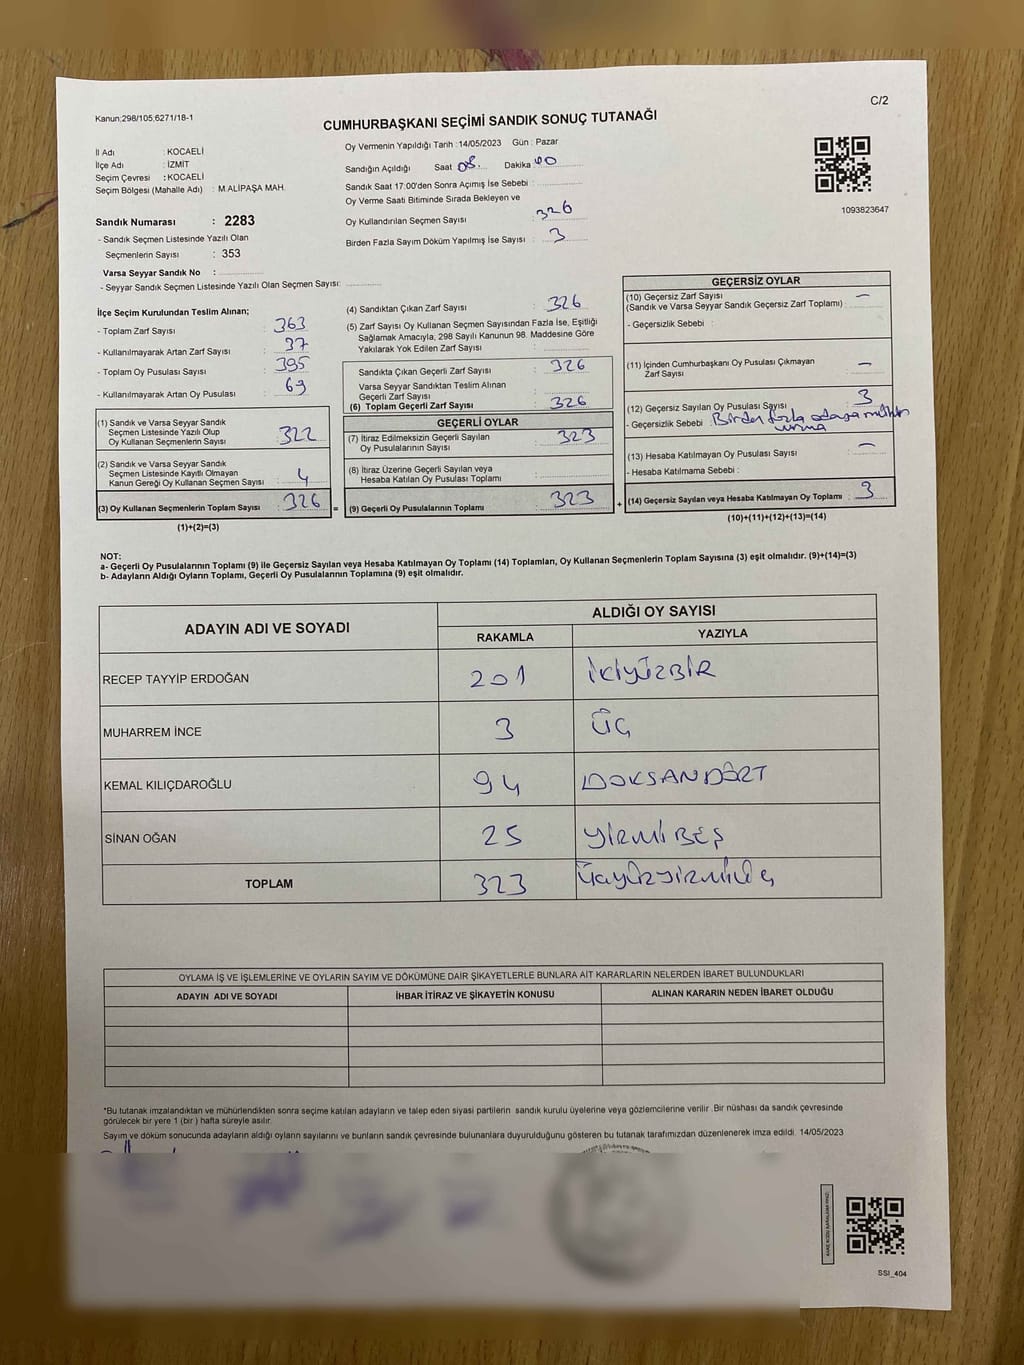 C/2
Kanun:298/105,6271/18-1
CUMHURBAŞKANI SEÇİMİ SANDIK SONUÇ TUTANAĞI
İl Adı : KOCAELİ
İlçe Adı : İZMİT
Seçim Çevresi : KOCAELİ
Seçim Bölgesi (Mahalle Adı) : M.ALİPAŞA MAH.
Oy Vermenin Yapıldığı Tarih :14/05/2023 Gün : Pazar
Sandığın Açıldığı Saat 08. Dakika 00
Sandık Saat 17:00'den Sonra Açımış İse Sebebi :
Oy Verme Saati Bitiminde Sırada Bekleyen ve
Oy Kullandırılan Seçmen Sayısı : 326
Birden Fazla Sayım Döküm Yapılmış İse Sayısı : 3
1093823647
Sandık Numarası : 2283
- Sandık Seçmen Listesinde Yazılı Olan
Seçmenlerin Sayısı : 353
Varsa Seyyar Sandık No :
- Seyyar Sandık Seçmen Listesinde Yazılı Olan Seçmen Sayısı:
İlçe Seçim Kurulundan Teslim Alınan;
- Toplam Zarf Sayısı : 363
- Kullanılmayarak Artan Zarf Sayısı : 37
- Toplam Oy Pusulası Sayısı : 395
- Kullanılmayarak Artan Oy Pusulası : 69
(1) Sandık ve Varsa Seyyar Sandık
Seçmen Listesinde Yazılı Olup
Oy Kullanan Seçmenlerin Sayısı : 322
(2) Sandık ve Varsa Seyyar Sandık
Seçmen Listesinde Kayıtlı Olmayan
Kanun Gereği Oy Kullanan Seçmen Sayısı : 4
(3) Oy Kullanan Seçmenlerin Toplam Sayısı : 326 =
(1)+(2)=(3)
(4) Sandıktan Çıkan Zarf Sayısı : 326
(5) Zarf Sayısı Oy Kullanan Seçmen Sayısından Fazla İse, Eşitliği
Sağlamak Amacıyla, 298 Sayılı Kanunun 98. Maddesine Göre
Yakılarak Yok Edilen Zarf Sayısı :
Sandıkta Çıkan Geçerli Zarf Sayısı : 326
Varsa Seyyar Sandıktan Teslim Alınan
Geçerli Zarf Sayısı :
(6) Toplam Geçerli Zarf Sayısı : 326
GEÇERLİ OYLAR
(7) İtiraz Edilmeksizin Geçerli Sayılan
Oy Pusulalarının Sayısı : 323
(8) İtiraz Üzerine Geçerli Sayılan veya
Hesaba Katılan Oy Pusulası Toplamı :
(9) Geçerli Oy Pusulalarının Toplamı : 323 +
GEÇERSİZ OYLAR
(10) Geçersiz Zarf Sayısı : —
(Sandık ve Varsa Seyyar Sandık Geçersiz Zarf Toplamı)
- Geçersizlik Sebebi :
(11) İçinden Cumhurbaşkanı Oy Pusulası Çıkmayan
Zarf Sayısı : —
(12) Geçersiz Sayılan Oy Pusulası Sayısı : 3
- Geçersizlik Sebebi : Birden fazla adaya mühür
vurma
(13) Hesaba Katılmayan Oy Pusulası Sayısı : —
- Hesaba Katılmama Sebebi :
(14) Geçersiz Sayılan veya Hesaba Katılmayan Oy Toplamı : 3
(10)+(11)+(12)+(13)=(14)
NOT:
a- Geçerli Oy Pusulalarının Toplamı (9) ile Geçersiz Sayılan veya Hesaba Katılmayan Oy Toplamı (14) Toplamları, Oy Kullanan Seçmenlerin Toplam Sayısına (3) eşit olmalıdır. (9)+(14)=(3)
b- Adayların Aldığı Oyların Toplamı, Geçerli Oy Pusulalarının Toplamına (9) eşit olmalıdır.
ADAYIN ADI VE SOYADI ALDIĞI OY SAYISI
RAKAMLA YAZIYLA
RECEP TAYYİP ERDOĞAN 201 İKİYÜZBİR
MUHARREM İNCE 3 ÜÇ
KEMAL KILIÇDAROĞLU 94 DOKSANDÖRT
SİNAN OĞAN 25 YİRMİBEŞ
TOPLAM 323 Üçyüzyirmiüç
OYLAMA İŞ VE İŞLEMLERİNE VE OYLARIN SAYIM VE DÖKÜMÜNE DAİR ŞİKAYETLERLE BUNLARA AİT KARARLARIN NELERDEN İBARET BULUNDUKLARI
ADAYIN ADI VE SOYADI İHBAR İTİRAZ VE ŞİKAYETİN KONUSU ALINAN KARARIN NEDEN İBARET OLDUĞU
*Bu tutanak imzalandıktan ve mühürlendikten sonra seçime katılan adayların ve talep eden siyasi partilerin sandık kurulu üyelerine veya gözlemcilerine verilir. Bir nüshası da sandık çevresinde
görülecek bir yere 1 (bir ) hafta süreyle asılır.
Sayım ve döküm sonucunda adayların aldığı oyların sayılarını ve bunların sandık çevresinde bulunanlara duyurulduğunu gösteren bu tutanak tarafımızdan düzenlenerek imza edildi. 14/05/2023
SSI_404